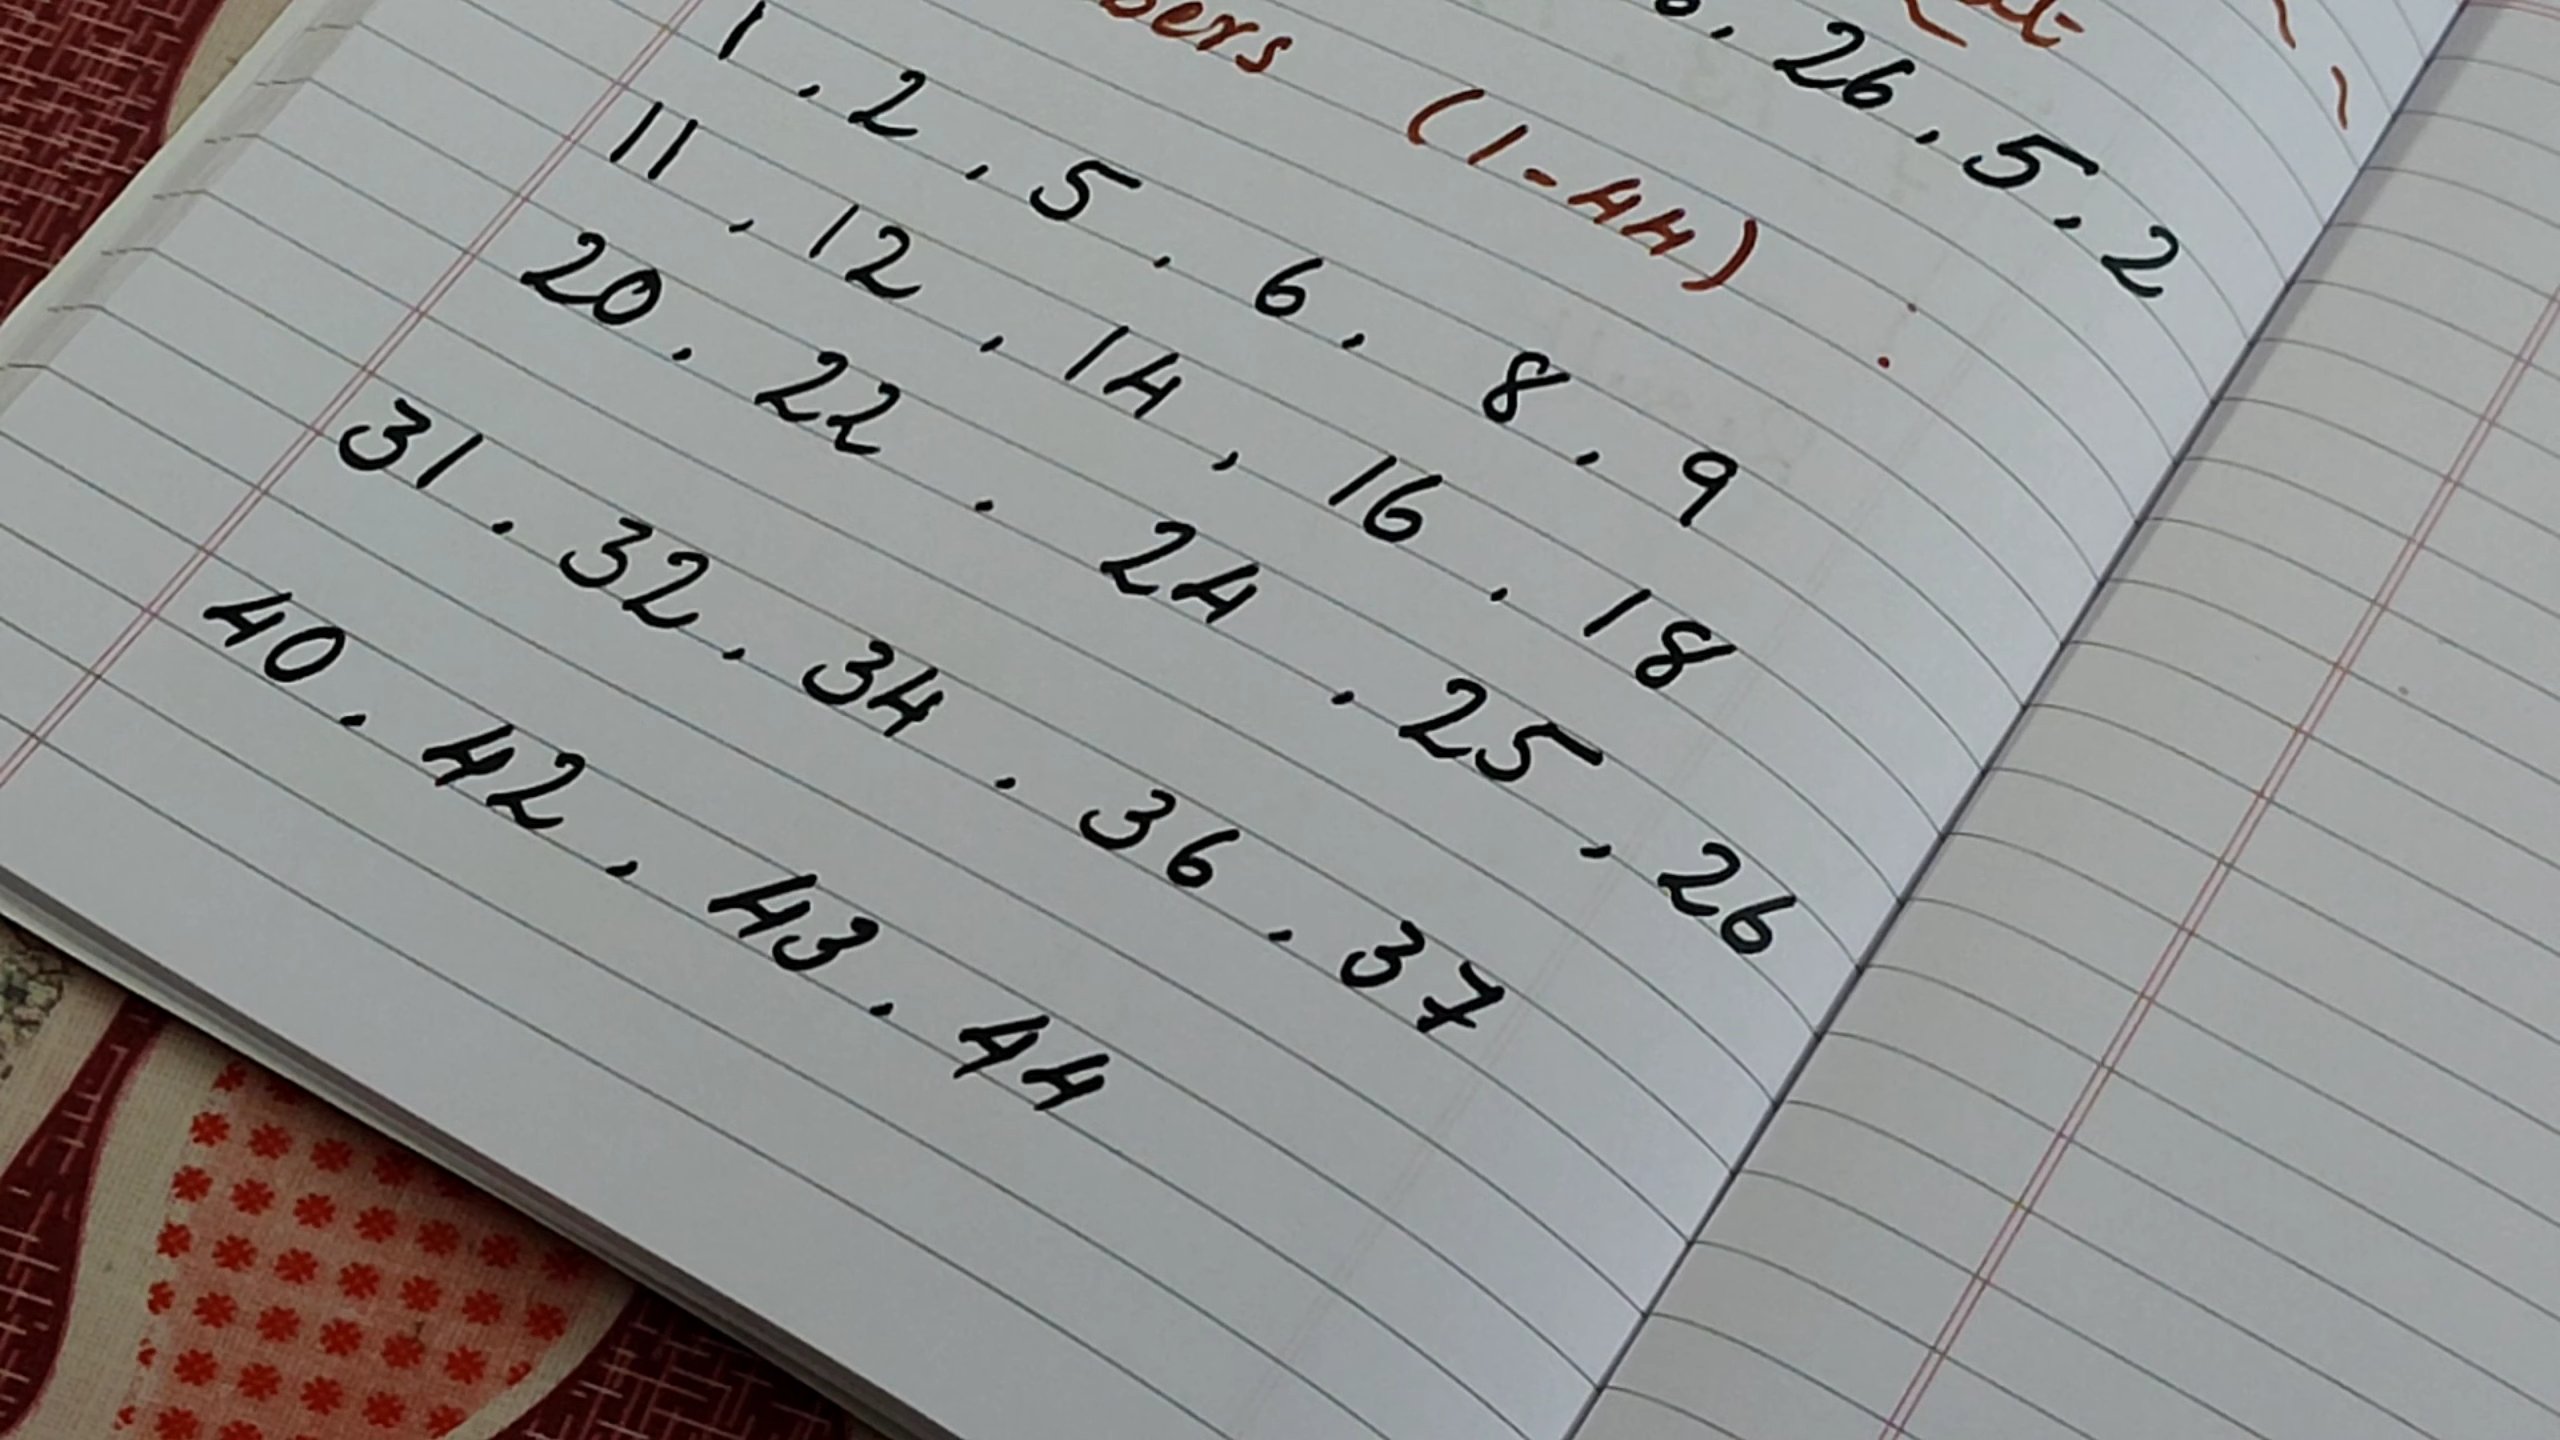 26, 5, 2
(1-44)
1, 2, 5, 6, 8, 9
11, 12, 14, 16, 18
20, 22, 24, 25, 26
31, 32, 34, 36, 37
40, 42, 43, 44